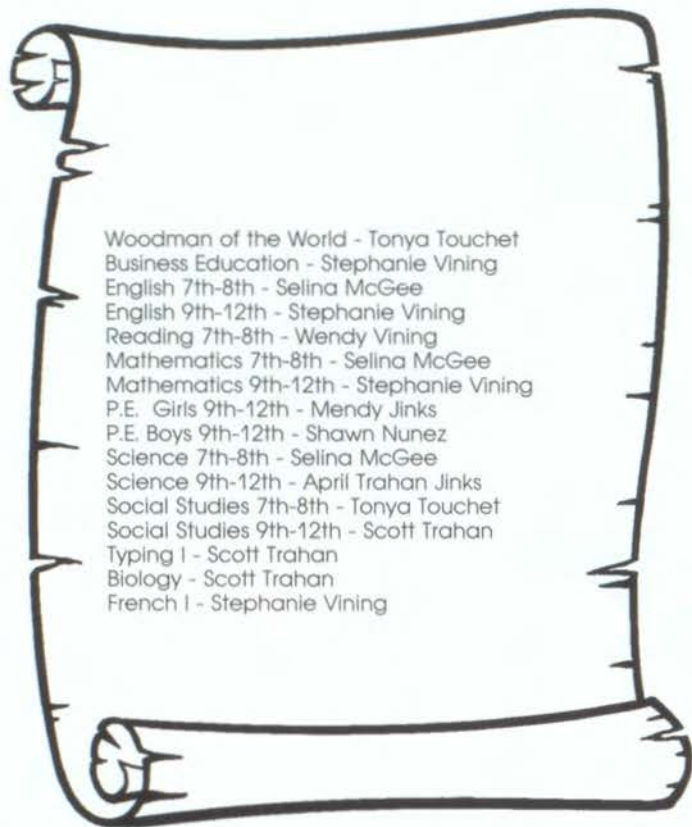 Woodman of the World - Tonya Touchet
Business Education - Stephanie Vining
English 7th-8th - Selina McGee
English 9th-12th - Stephanie Vining
Reading 7th-8th - Wendy Vining
Mathematics 7th-8th - Selina McGee
Mathematics 9th-12th - Stephanie Vining
P.E. Girls 9th-12th - Mendy Jinks
P.E. Boys 9th-12th - Shawn Nunez
Science 7th-8th - Selina McGee
Science 9th-12th - April Trahan Jinks
Social Studies 7th-8th - Tonya Touchet
Social Studies 9th-12th - Scott Trahan
Typing I - Scott Trahan
Biology - Scott Trahan
French I - Stephanie Vining